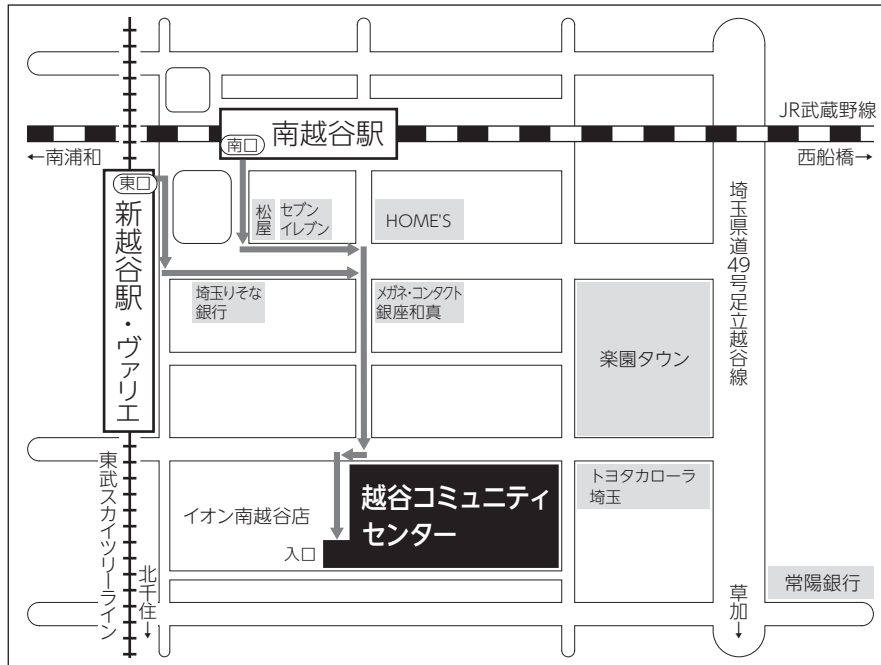 JR武蔵野線
南口
南越谷駅
←南浦和
西船橋→
東口
新越谷駅・ヴァリエ
松屋
セブン
イレブン
HOME'S
埼玉県道49号足立越谷線
埼玉りそな
銀行
メガネ・コンタクト
銀座和真
楽園タウン
東武スカイツリーライン
イオン南越谷店
越谷コミュニティ
センター
トヨタカローラ
埼玉
入口
北千住→
草加→
常陽銀行